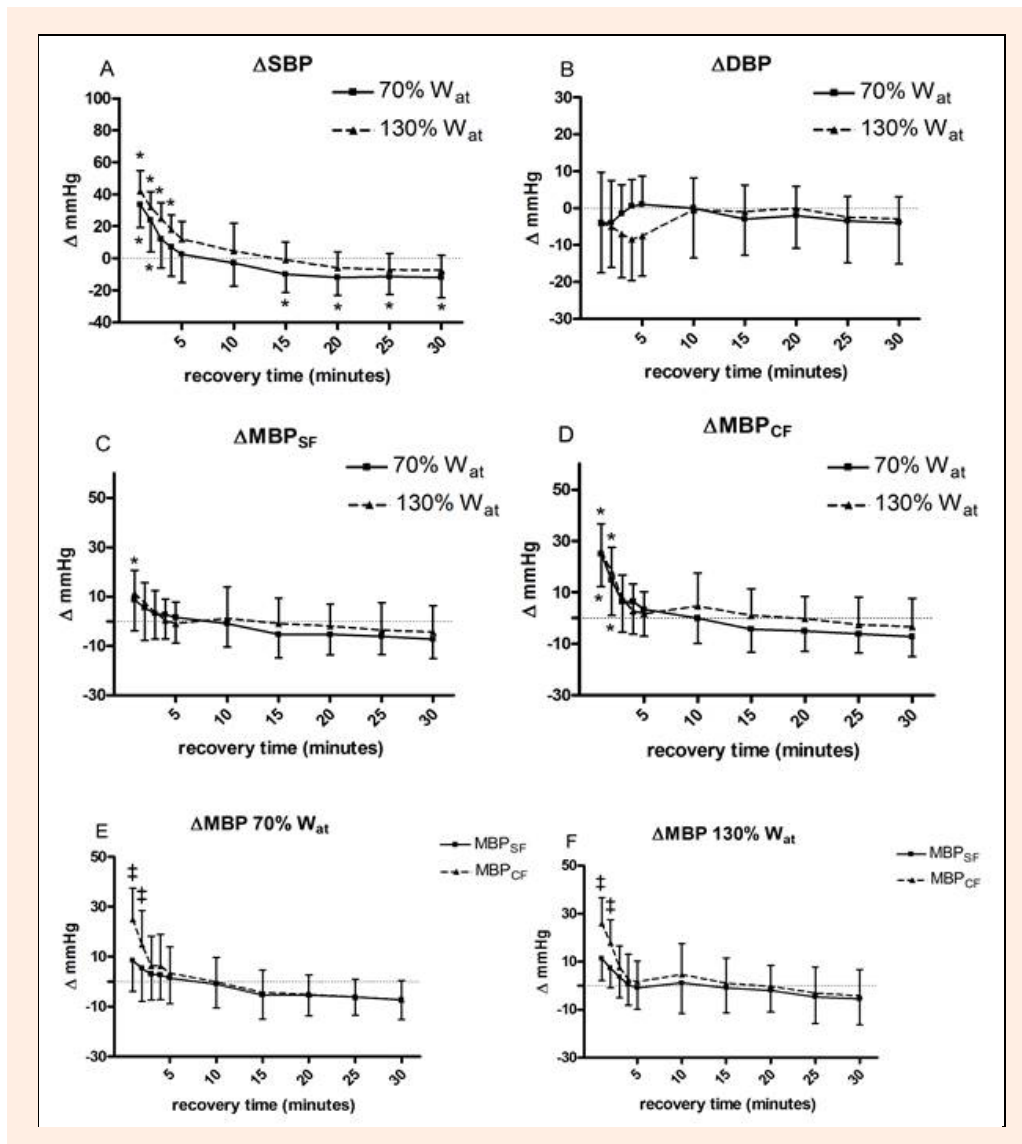 A
ΔSBP
70% Wat
130% Wat
100
80
60
40
20
0
-20
-40
Δ mmHg
* * * *
* *
* * * *
5 10 15 20 25 30
recovery time (minutes)
B
ΔDBP
70% Wat
130% Wat
30
20
10
0
-10
-20
-30
Δ mmHg
5 10 15 20 25 30
recovery time (minutes)
C
ΔMBPSF
70% Wat
130% Wat
50
30
10
-10
-30
Δ mmHg
*
5 10 15 20 25 30
recovery time (minutes)
D
ΔMBPCF
70% Wat
130% Wat
50
30
10
-10
-30
Δ mmHg
* *
* *
5 10 15 20 25 30
recovery time (minutes)
E
ΔMBP 70% Wat
MBPSF
MBPCF
50
30
10
-10
-30
Δ mmHg
‡ ‡
5 10 15 20 25 30
recovery time (minutes)
F
ΔMBP 130% Wat
MBPSF
MBPCF
50
30
10
-10
-30
Δ mmHg
‡ ‡
5 10 15 20 25 30
recovery time (minutes)